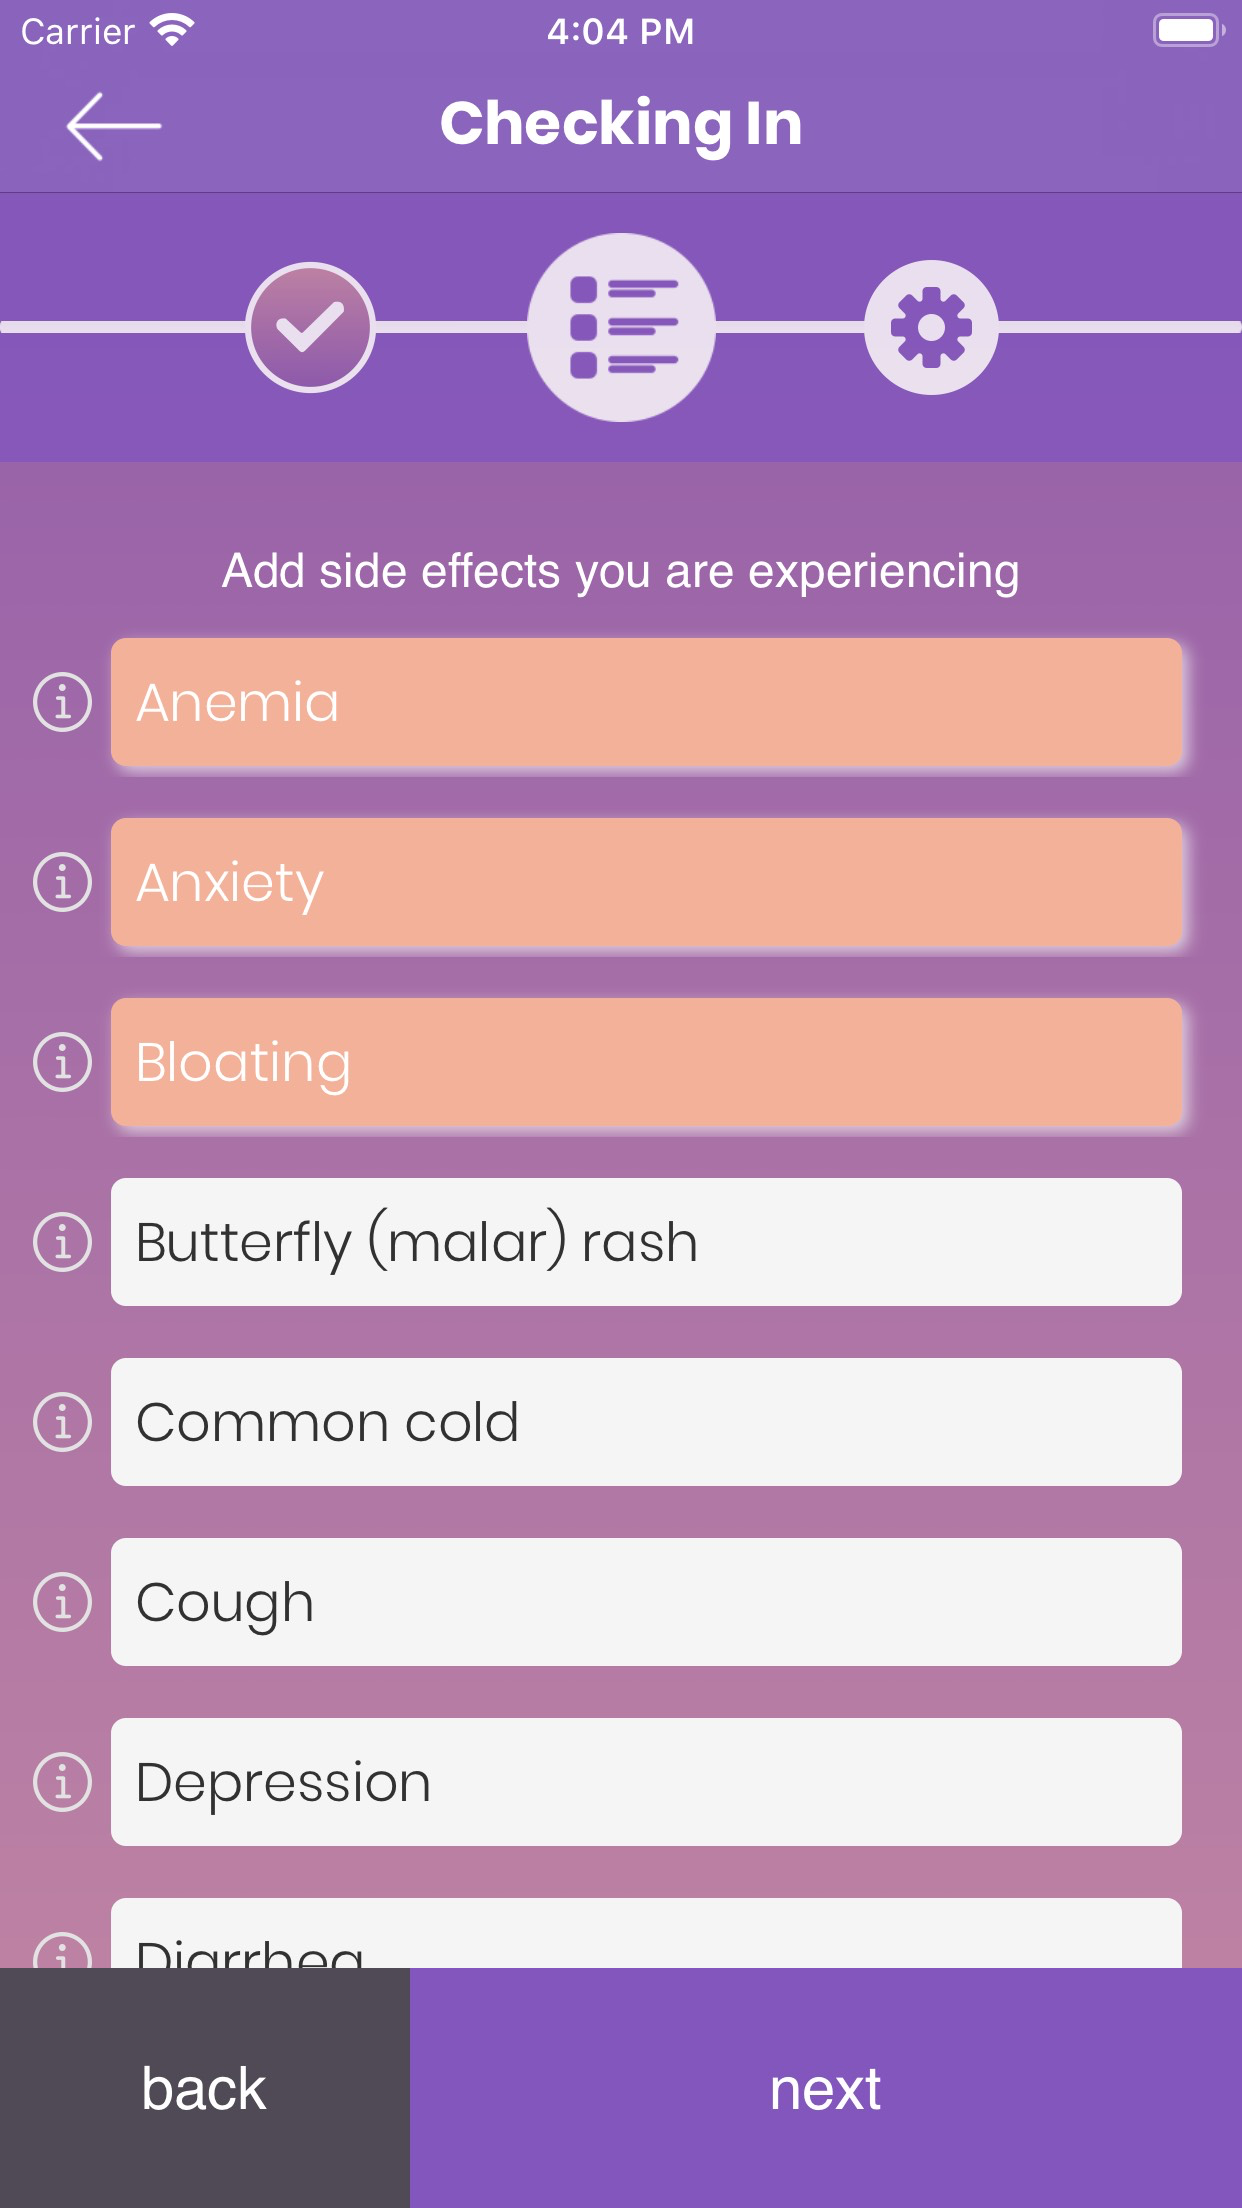 Carrier 4:04 PM
Checking In
Add side effects you are experiencing
Anemia
Anxiety
Bloating
Butterfly (malar) rash
Common cold
Cough
Depression
Diarrhea
back next